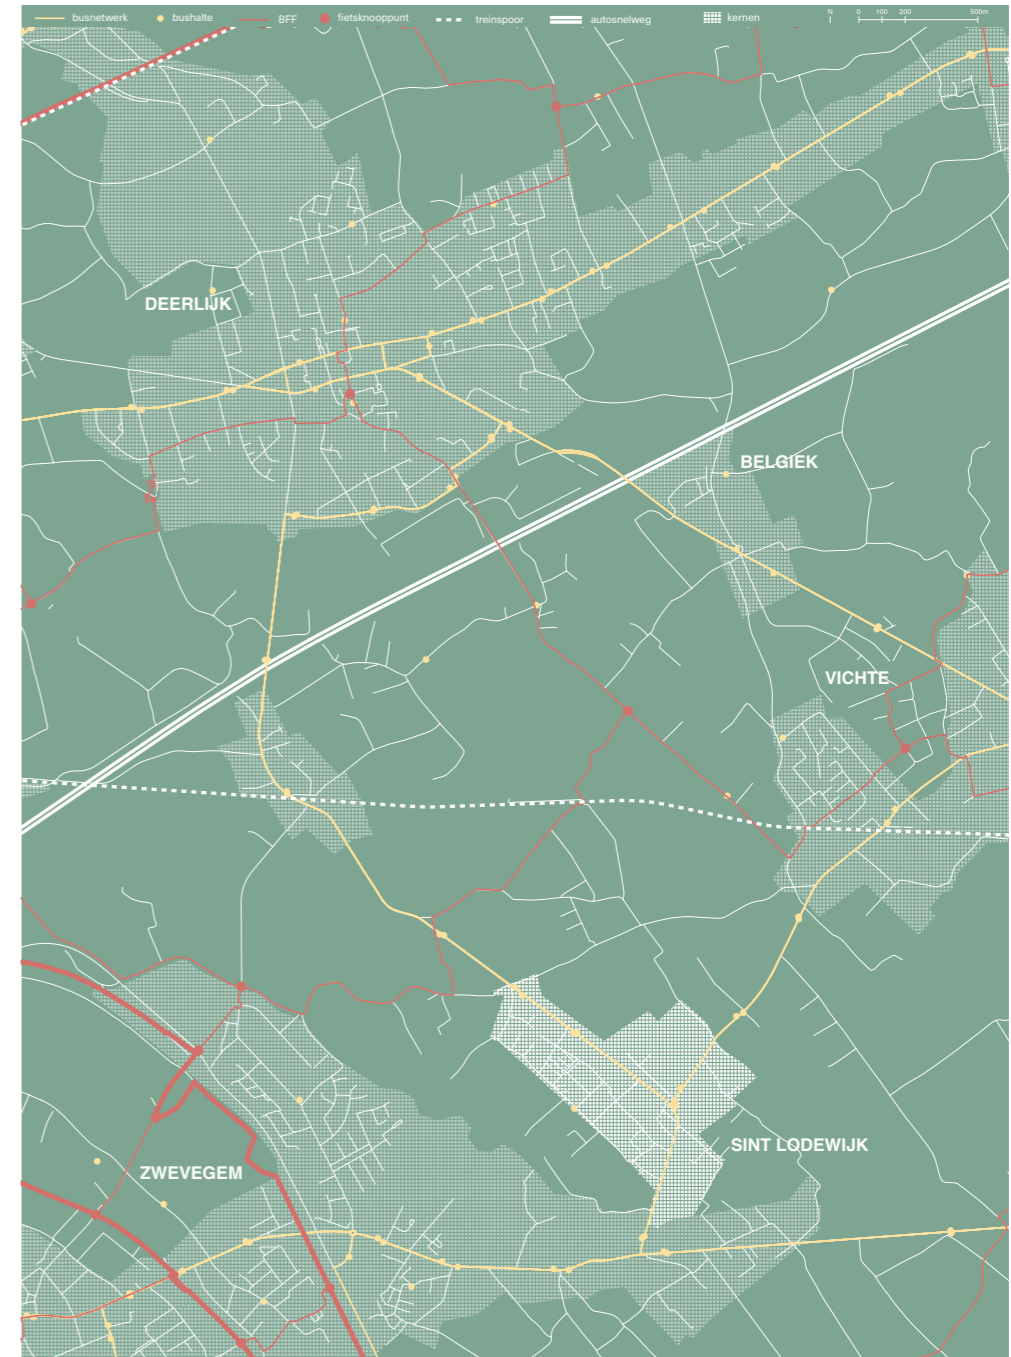 busnetwerk bushalte BFF fietsknooppunt treinspoor autosnelweg kernen N 0 100 200 500m
DEERLIJK
BELGIEK
VICHTE
SINT LODEWIJK
ZWEVEGEM